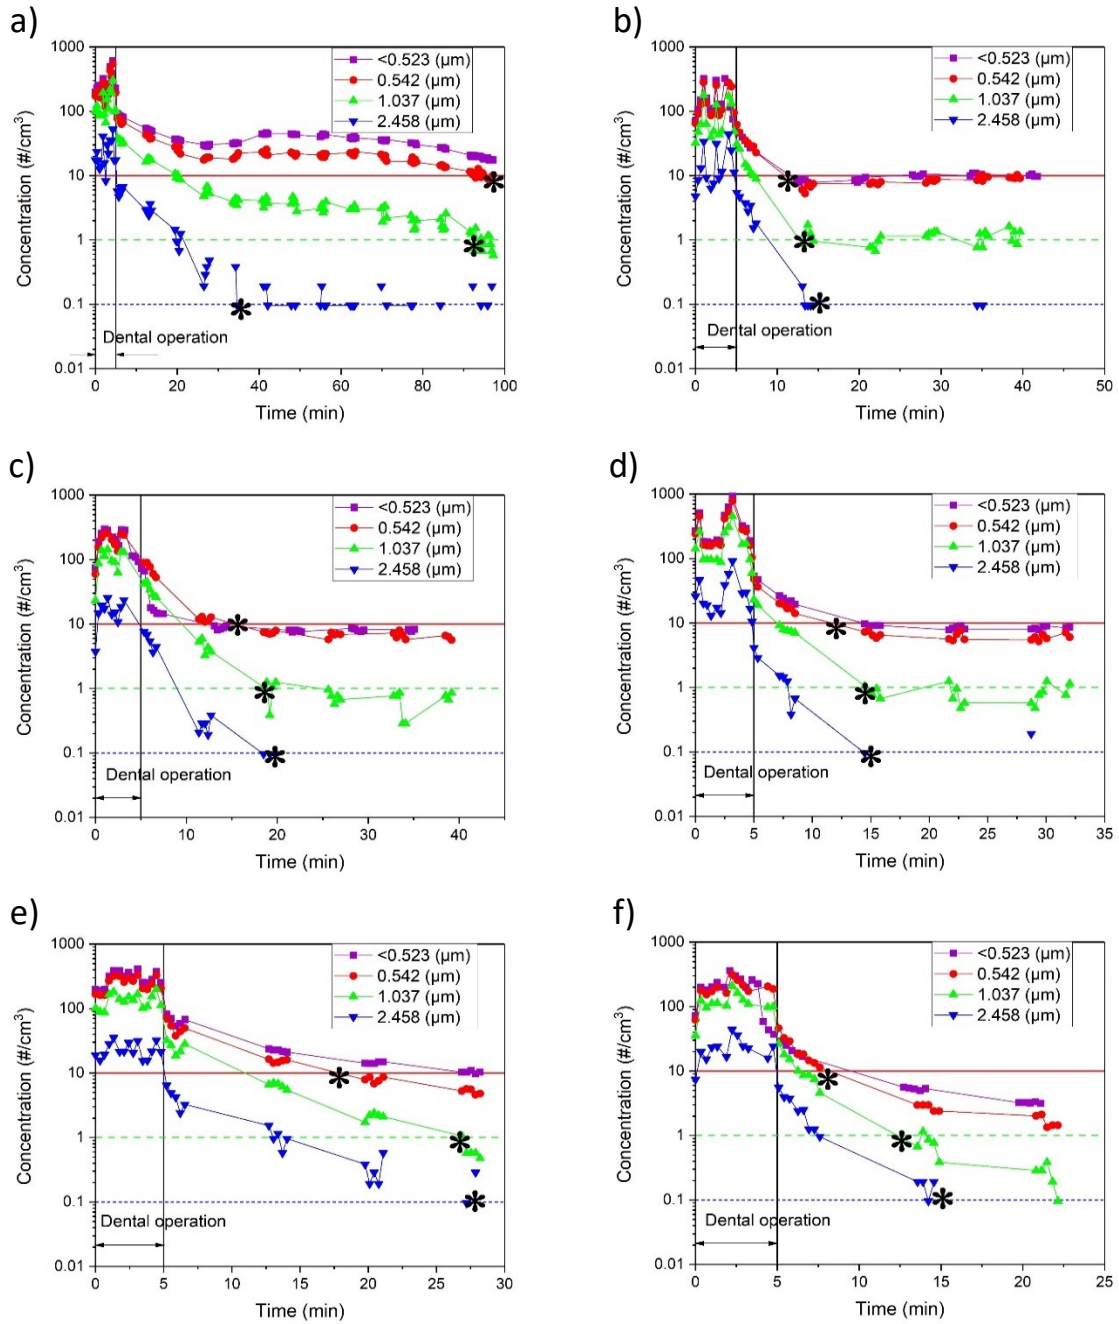 a)
1000
100
10
1
0.1
0.01
Concentration (#/cm³)
<0.523 (μm)
0.542 (μm)
1.037 (μm)
2.458 (μm)
*
*
*
Dental operation
0
20
40
60
80
100
Time (min)
b)
1000
100
10
1
0.1
0.01
Concentration (#/cm³)
<0.523 (μm)
0.542 (μm)
1.037 (μm)
2.458 (μm)
*
*
*
Dental operation
0
10
20
30
40
50
Time (min)
c)
1000
100
10
1
0.1
0.01
Concentration (#/cm³)
<0.523 (μm)
0.542 (μm)
1.037 (μm)
2.458 (μm)
*
*
*
Dental operation
0
10
20
30
40
Time (min)
d)
1000
100
10
1
0.1
0.01
Concentration (#/cm³)
<0.523 (μm)
0.542 (μm)
1.037 (μm)
2.458 (μm)
*
*
*
Dental operation
0
5
10
15
20
25
30
35
Time (min)
e)
1000
100
10
1
0.1
0.01
Concentration (#/cm³)
<0.523 (μm)
0.542 (μm)
1.037 (μm)
2.458 (μm)
*
*
*
Dental operation
0
5
10
15
20
25
30
Time (min)
f)
1000
100
10
1
0.1
0.01
Concentration (#/cm³)
<0.523 (μm)
0.542 (μm)
1.037 (μm)
2.458 (μm)
*
*
*
Dental operation
0
5
10
15
20
25
Time (min)